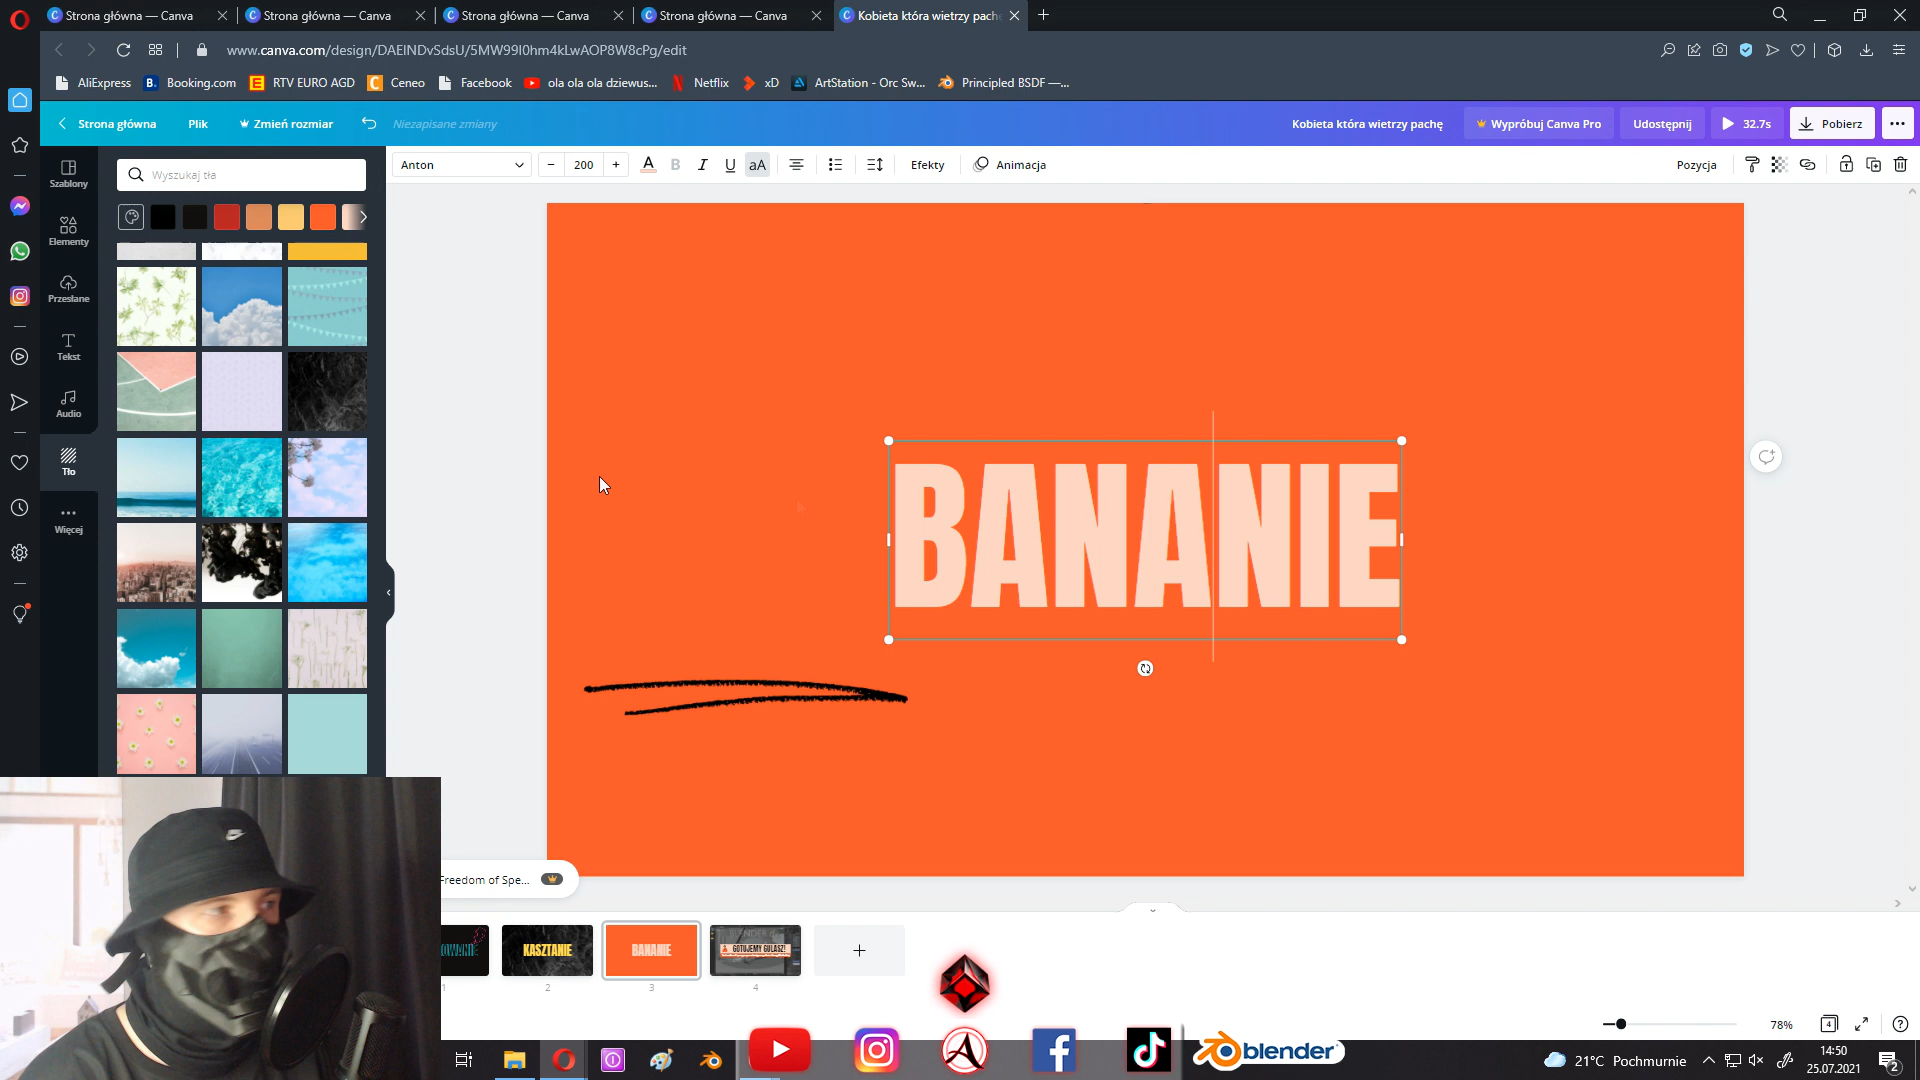 Strona główna — Canva
Strona główna — Canva
Strona główna — Canva
Strona główna — Canva
Kobieta która wietrzy pach
www.canva.com/design/DAEINDvSdsU/5MW99I0hm4kLwAOP8W8cPg/edit
AliExpress
Booking.com
RTV EURO AGD
Ceneo
Facebook
ola ola ola dziewus...
Netflix
xD
ArtStation - Orc Sw...
Principled BSDF —...
Strona główna
Plik
Zmień rozmiar
Niezapisane zmiany
Kobieta która wietrzy pachę
Wypróbuj Canva Pro
Udostępnij
32.7s
Pobierz
Anton
200
Efekty
Animacja
Pozycja
Szablony
Elementy
Przesłane
Tekst
Audio
Tło
Więcej
Wyszukaj tła
BANANIE
Freedom of Spe...
OWANIE
KASZTANIE
BANANIE
GOTUJEMY GULASZ!
1
2
3
4
78%
4
blender
21°C Pochmurnie
14:50
25.07.2021
2